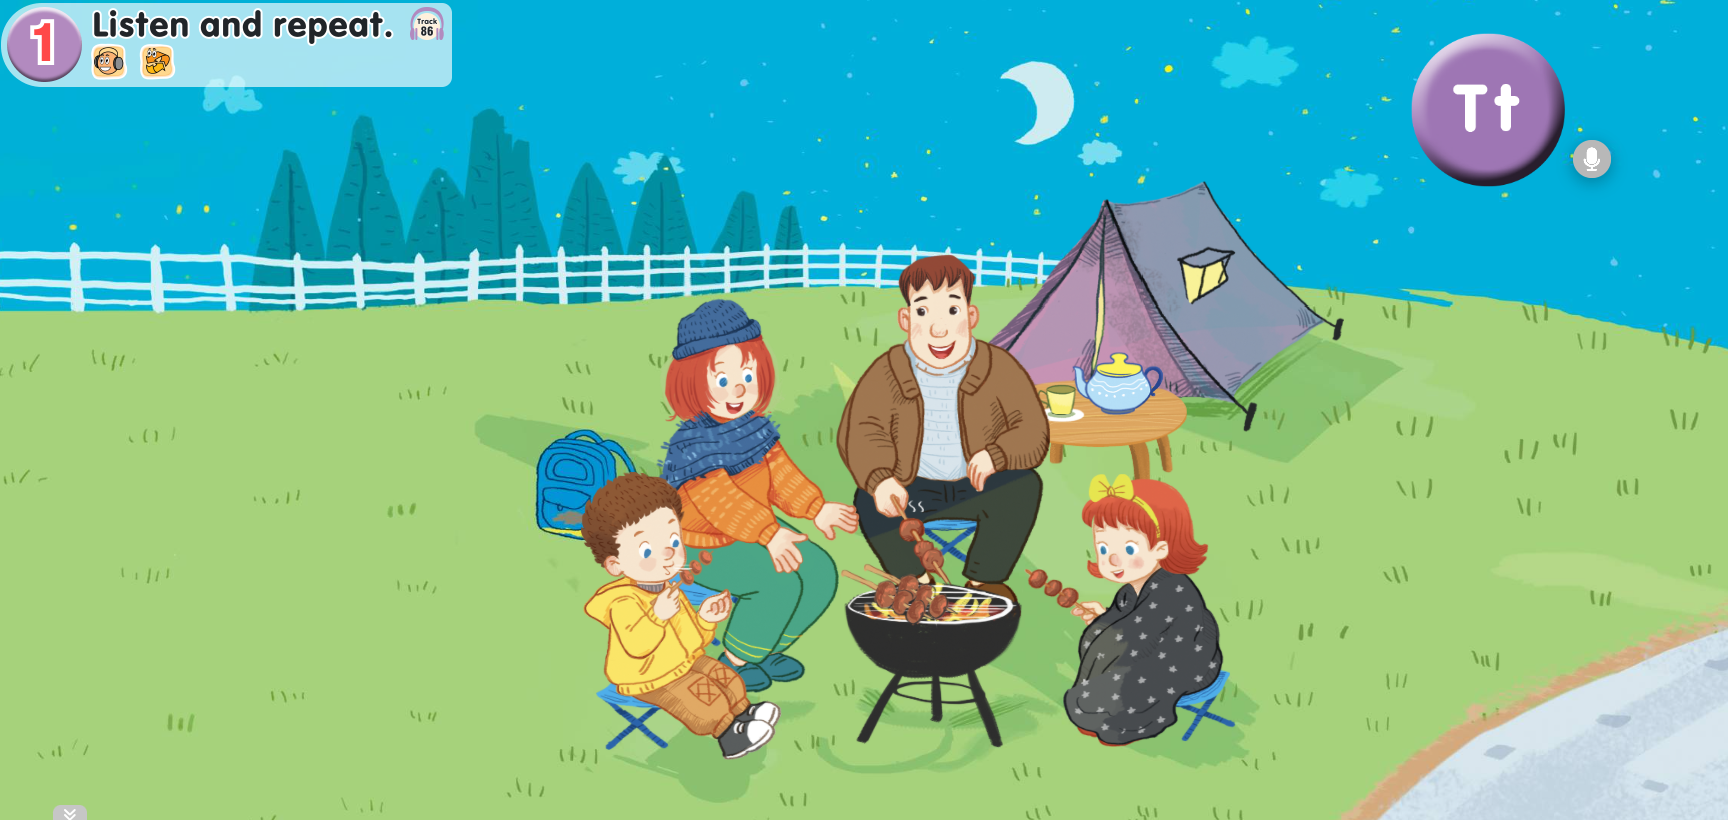 1 Listen and repeat.
Track
86
Tt